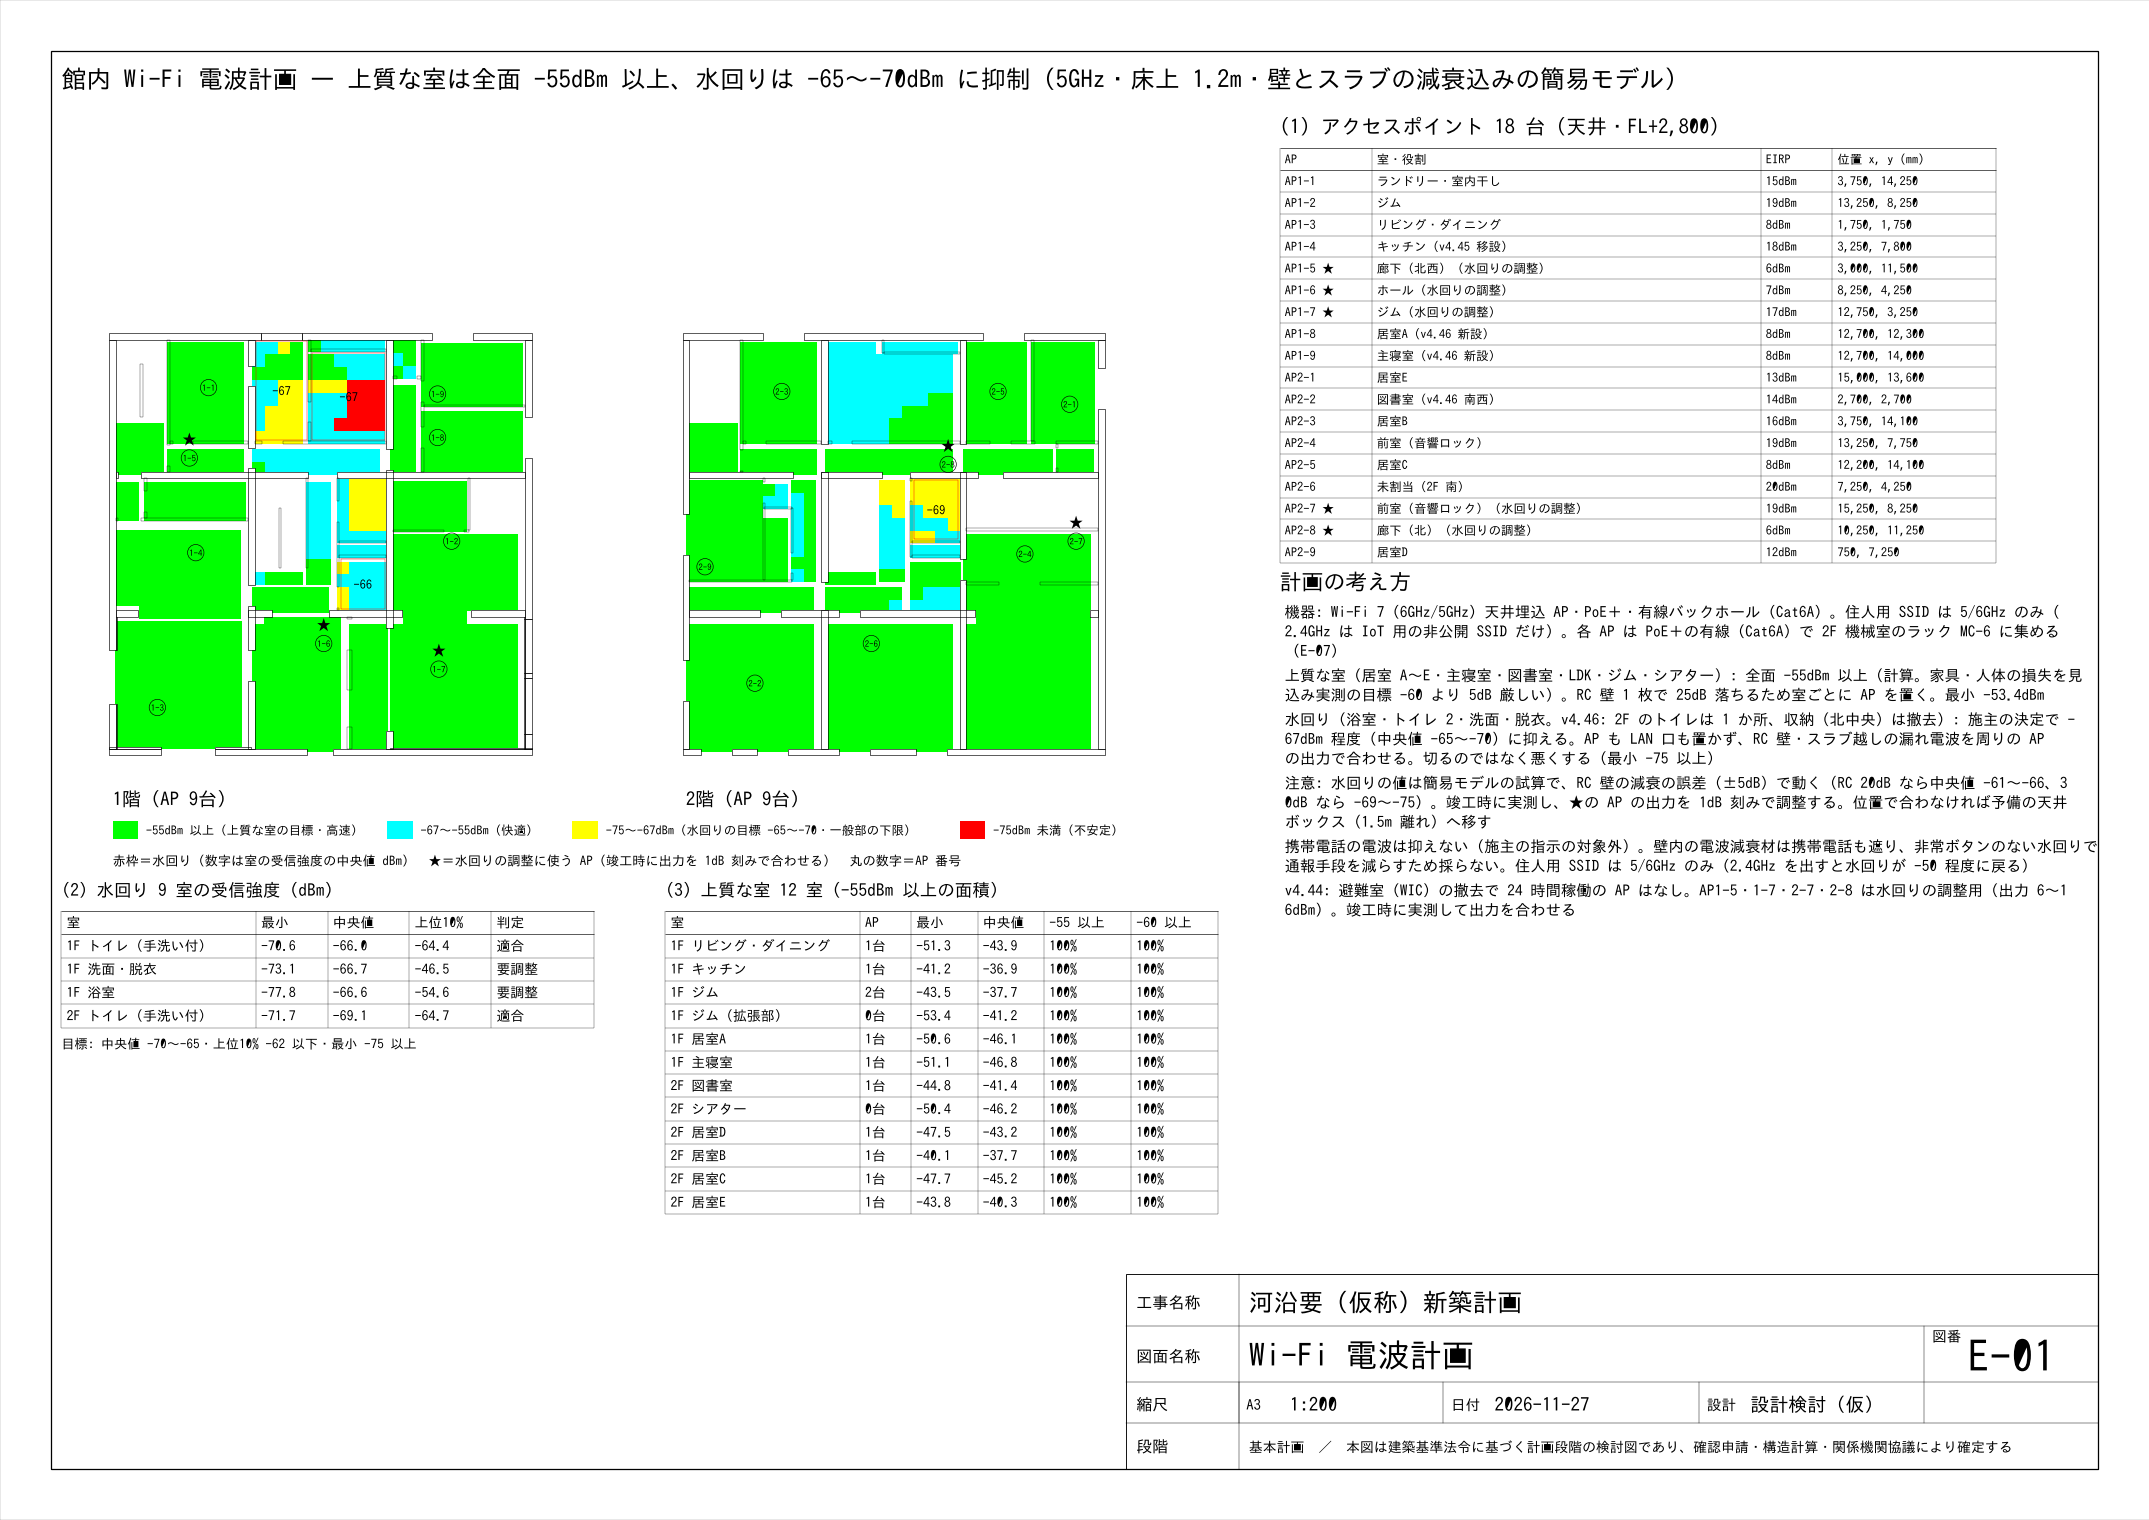 館内 Wi-Fi 電波計画 ― 上質な室は全面 -55dBm 以上、水回りは -65～-70dBm に抑制（5GHz・床上 1.2m・壁とスラブの減衰込みの簡易モデル）
1-1
-67
-67
1-9
1-8
1-5
1-4
1-2
-66
1-6
1-7
1-3
2-3
2-5
2-1
2-8
-69
2-7
2-4
2-9
2-6
2-2
1階（AP 9台）
2階（AP 9台）
-55dBm 以上（上質な室の目標・高速）
-67～-55dBm（快適）
-75～-67dBm（水回りの目標 -65～-70・一般部の下限）
-75dBm 未満（不安定）
赤枠＝水回り（数字は室の受信強度の中央値 dBm） ★＝水回りの調整に使う AP（竣工時に出力を 1dB 刻みで合わせる） 丸の数字＝AP 番号
（1）アクセスポイント 18 台（天井・FL+2,800）
AP 室・役割 EIRP 位置 x, y（mm）
AP1-1 ランドリー・室内干し 15dBm 3,750, 14,250
AP1-2 ジム 19dBm 13,250, 8,250
AP1-3 リビング・ダイニング 8dBm 1,750, 1,750
AP1-4 キッチン（v4.45 移設） 18dBm 3,250, 7,800
AP1-5 ★ 廊下（北西）（水回りの調整） 6dBm 3,000, 11,500
AP1-6 ★ ホール（水回りの調整） 7dBm 8,250, 4,250
AP1-7 ★ ジム（水回りの調整） 17dBm 12,750, 3,250
AP1-8 居室A（v4.46 新設） 8dBm 12,700, 12,300
AP1-9 主寝室（v4.46 新設） 8dBm 12,700, 14,000
AP2-1 居室E 13dBm 15,000, 13,600
AP2-2 図書室（v4.46 南西） 14dBm 2,700, 2,700
AP2-3 居室B 16dBm 3,750, 14,100
AP2-4 前室（音響ロック） 19dBm 13,250, 7,750
AP2-5 居室C 8dBm 12,200, 14,100
AP2-6 未割当（2F 南） 20dBm 7,250, 4,250
AP2-7 ★ 前室（音響ロック）（水回りの調整） 19dBm 15,250, 8,250
AP2-8 ★ 廊下（北）（水回りの調整） 6dBm 10,250, 11,250
AP2-9 居室D 12dBm 750, 7,250
計画の考え方
機器: Wi-Fi 7（6GHz/5GHz）天井埋込 AP・PoE＋・有線バックホール（Cat6A）。住人用 SSID は 5/6GHz のみ（
2.4GHz は IoT 用の非公開 SSID だけ）。各 AP は PoE＋の有線（Cat6A）で 2F 機械室のラック MC-6 に集める
（E-07）
上質な室（居室 A～E・主寝室・図書室・LDK・ジム・シアター）: 全面 -55dBm 以上（計算。家具・人体の損失を見
込み実測の目標 -60 より 5dB 厳しい）。RC 壁 1 枚で 25dB 落ちるため室ごとに AP を置く。最小 -53.4dBm
水回り（浴室・トイレ 2・洗面・脱衣。v4.46: 2F のトイレは 1 か所、収納（北中央）は撤去）: 施主の決定で -
67dBm 程度（中央値 -65～-70）に抑える。AP も LAN 口も置かず、RC 壁・スラブ越しの漏れ電波を周りの AP
の出力で合わせる。切るのではなく悪くする（最小 -75 以上）
注意: 水回りの値は簡易モデルの試算で、RC 壁の減衰の誤差（±5dB）で動く（RC 20dB なら中央値 -61～-66、3
0dB なら -69～-75）。竣工時に実測し、★の AP の出力を 1dB 刻みで調整する。位置で合わなければ予備の天井
ボックス（1.5m 離れ）へ移す
携帯電話の電波は抑えない（施主の指示の対象外）。壁内の電波減衰材は携帯電話も遮り、非常ボタンのない水回りで
通報手段を減らすため採らない。住人用 SSID は 5/6GHz のみ（2.4GHz を出すと水回りが -50 程度に戻る）
v4.44: 避難室（WIC）の撤去で 24 時間稼働の AP はなし。AP1-5・1-7・2-7・2-8 は水回りの調整用（出力 6～1
6dBm）。竣工時に実測して出力を合わせる
（2）水回り 9 室の受信強度（dBm）
室 最小 中央値 上位10% 判定
1F トイレ（手洗い付） -70.6 -66.0 -64.4 適合
1F 洗面・脱衣 -73.1 -66.7 -46.5 要調整
1F 浴室 -77.8 -66.6 -54.6 要調整
2F トイレ（手洗い付） -71.7 -69.1 -64.7 適合
目標: 中央値 -70～-65・上位10% -62 以下・最小 -75 以上
（3）上質な室 12 室（-55dBm 以上の面積）
室 AP 最小 中央値 -55 以上 -60 以上
1F リビング・ダイニング 1台 -51.3 -43.9 100% 100%
1F キッチン 1台 -41.2 -36.9 100% 100%
1F ジム 2台 -43.5 -37.7 100% 100%
1F ジム（拡張部） 0台 -53.4 -41.2 100% 100%
1F 居室A 1台 -50.6 -46.1 100% 100%
1F 主寝室 1台 -51.1 -46.8 100% 100%
2F 図書室 1台 -44.8 -41.4 100% 100%
2F シアター 0台 -50.4 -46.2 100% 100%
2F 居室D 1台 -47.5 -43.2 100% 100%
2F 居室B 1台 -40.1 -37.7 100% 100%
2F 居室C 1台 -47.7 -45.2 100% 100%
2F 居室E 1台 -43.8 -40.3 100% 100%
工事名称 河沿要（仮称）新築計画
図面名称 Wi-Fi 電波計画 図番 E-01
縮尺 A3 1:200 日付 2026-11-27 設計 設計検討（仮）
段階 基本計画 ／ 本図は建築基準法令に基づく計画段階の検討図であり、確認申請・構造計算・関係機関協議により確定する